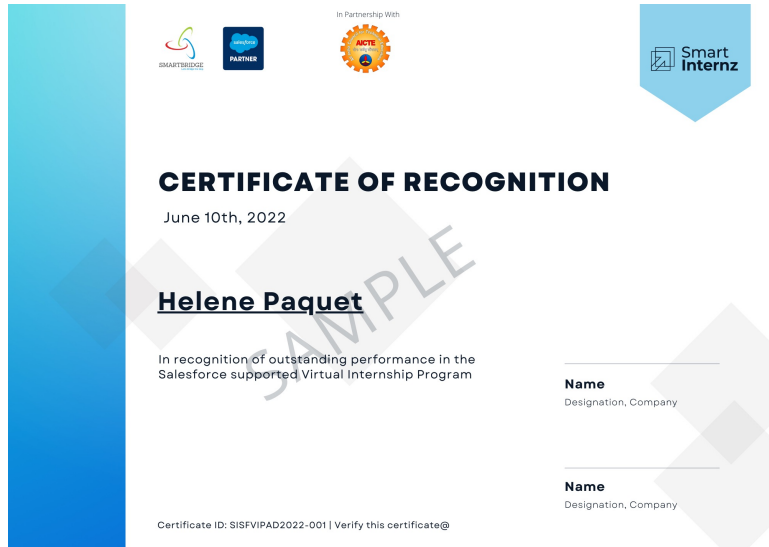 In Partnership With
SMARTBRIDGE
salesforce
PARTNER
AICTE
Smart
Internz
CERTIFICATE OF RECOGNITION
June 10th, 2022
SAMPLE
Helene Paquet
In recognition of outstanding performance in the
Salesforce supported Virtual Internship Program
Name
Designation, Company
Name
Designation, Company
Certificate ID: SISFVIPAD2022-001 | Verify this certificate@